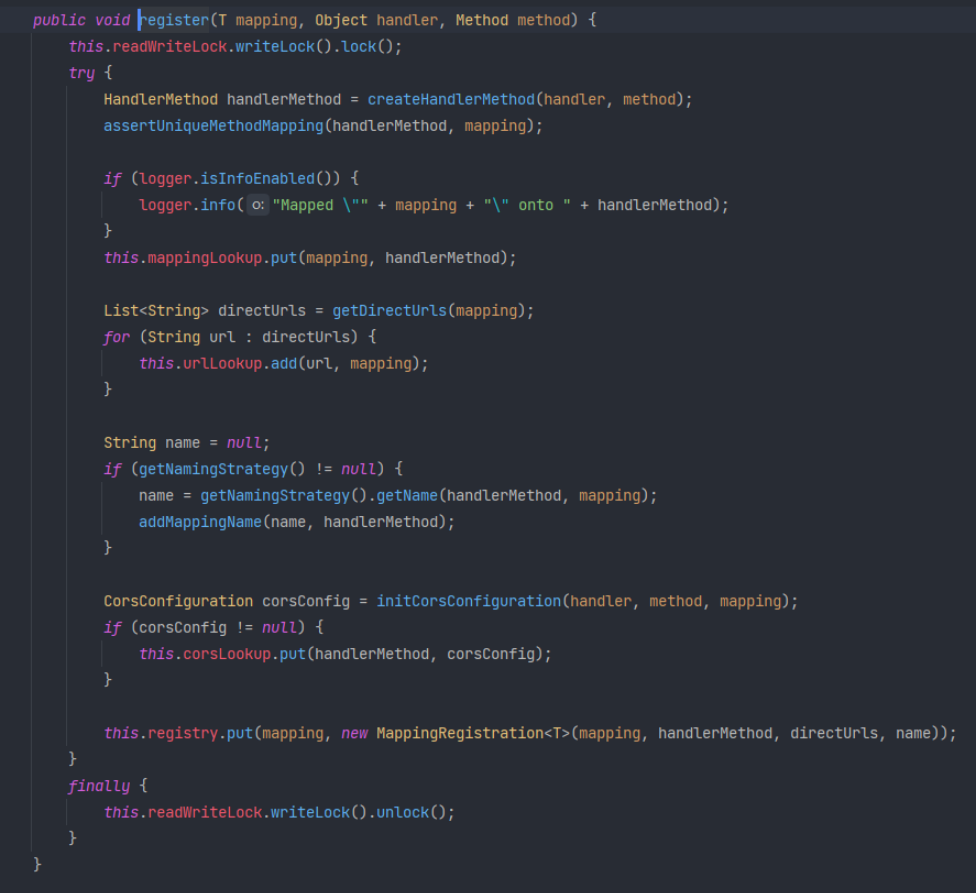 public void register(T mapping, Object handler, Method method) {
this.readWriteLock.writeLock().lock();
try {
HandlerMethod handlerMethod = createHandlerMethod(handler, method);
assertUniqueMethodMapping(handlerMethod, mapping);
if (logger.isInfoEnabled()) {
logger.info( o: "Mapped \"" + mapping + "\" onto " + handlerMethod);
}
this.mappingLookup.put(mapping, handlerMethod);
List<String> directUrls = getDirectUrls(mapping);
for (String url : directUrls) {
this.urlLookup.add(url, mapping);
}
String name = null;
if (getNamingStrategy() != null) {
name = getNamingStrategy().getName(handlerMethod, mapping);
addMappingName(name, handlerMethod);
}
CorsConfiguration corsConfig = initCorsConfiguration(handler, method, mapping);
if (corsConfig != null) {
this.corsLookup.put(handlerMethod, corsConfig);
}
this.registry.put(mapping, new MappingRegistration<T>(mapping, handlerMethod, directUrls, name));
}
finally {
this.readWriteLock.writeLock().unlock();
}
}